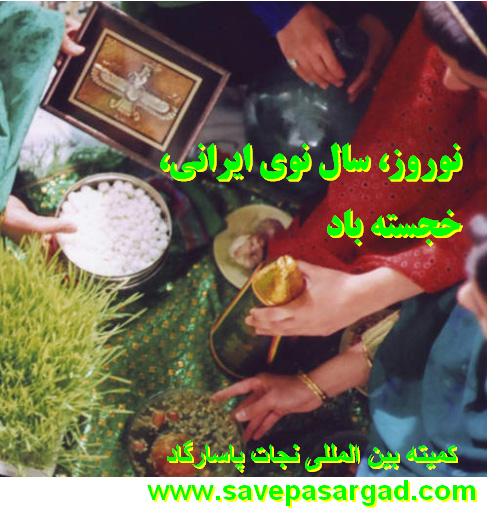 نوروز، سال نوی ایرانی،
خجسته باد
کمیته بین المللی نجات پاسارگاد
www.savepasargad.com